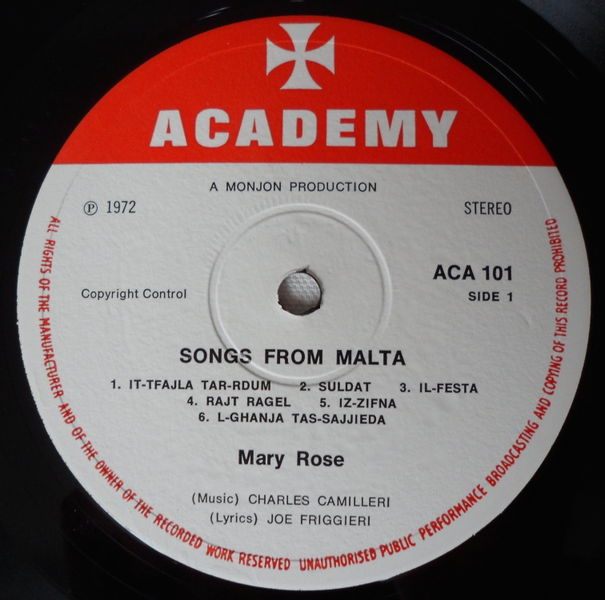 ACADEMY
A MONJON PRODUCTION
℗ 1972
STEREO
ACA 101
Copyright Control
SIDE 1
SONGS FROM MALTA
1. IT-TFAJLA TAR-RDUM 2. SULDAT 3. IL-FESTA
4. RAJT RAGEL 5. IZ-ZIFNA
6. L-GHANJA TAS-SAJJIEDA
Mary Rose
(Music) CHARLES CAMILLERI
(Lyrics) JOE FRIGGIERI
ALL RIGHTS OF THE MANUFACTURER AND OF THE OWNER OF THE RECORDED WORK RESERVED UNAUTHORISED PUBLIC PERFORMANCE BROADCASTING AND COPYING OF THIS RECORD PROHIBITED